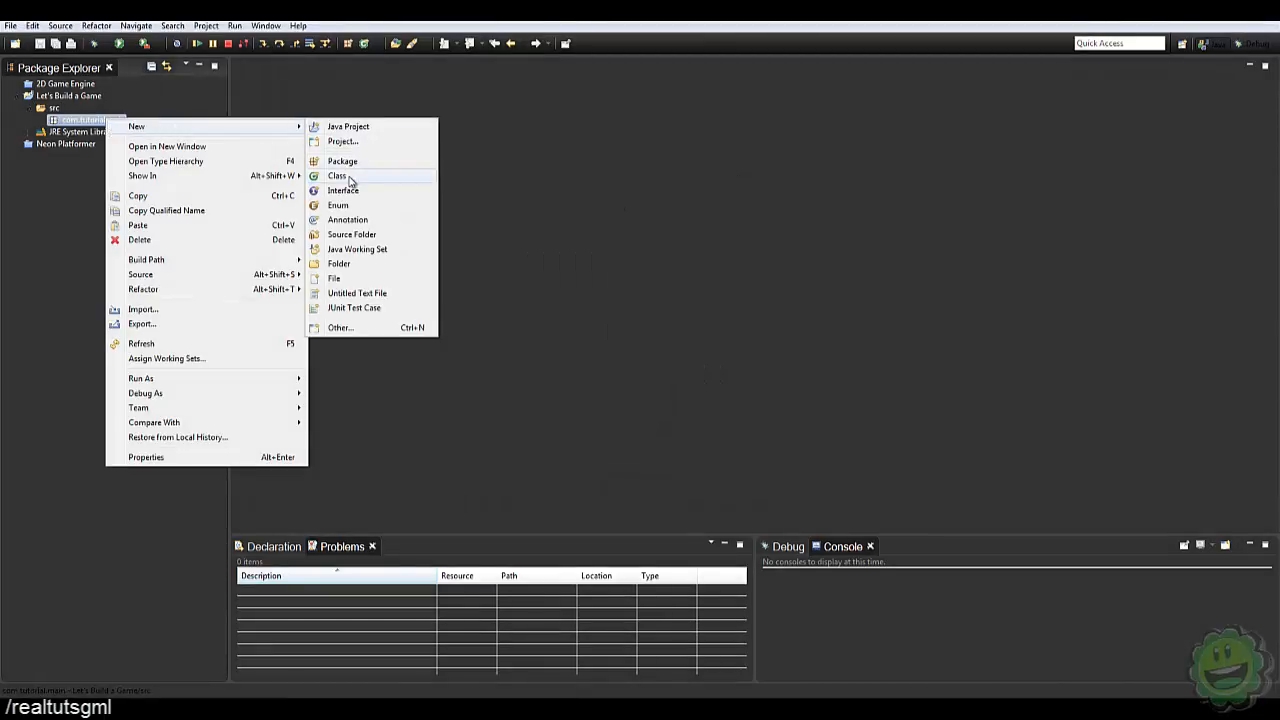 File Edit Source Refactor Navigate Search Project Run Window Help
Quick Access
Java
Debug
Package Explorer
2D Game Engine
Let's Build a Game
src
com.tutorial
JRE System Libra
Neon Platformer
New
Open in New Window
Open Type Hierarchy F4
Show In Alt+Shift+W
Copy Ctrl+C
Copy Qualified Name
Paste Ctrl+V
Delete Delete
Build Path
Source Alt+Shift+S
Refactor Alt+Shift+T
Import...
Export...
Refresh F5
Assign Working Sets...
Run As
Debug As
Team
Compare With
Restore from Local History...
Properties Alt+Enter
Java Project
Project...
Package
Class
Interface
Enum
Annotation
Source Folder
Java Working Set
Folder
File
Untitled Text File
JUnit Test Case
Other... Ctrl+N
Declaration Problems
0 items
Description Resource Path Location Type
Debug Console
No consoles to display at this time.
com.tutorial.main - Let's Build a Game/src
/realtutsgml